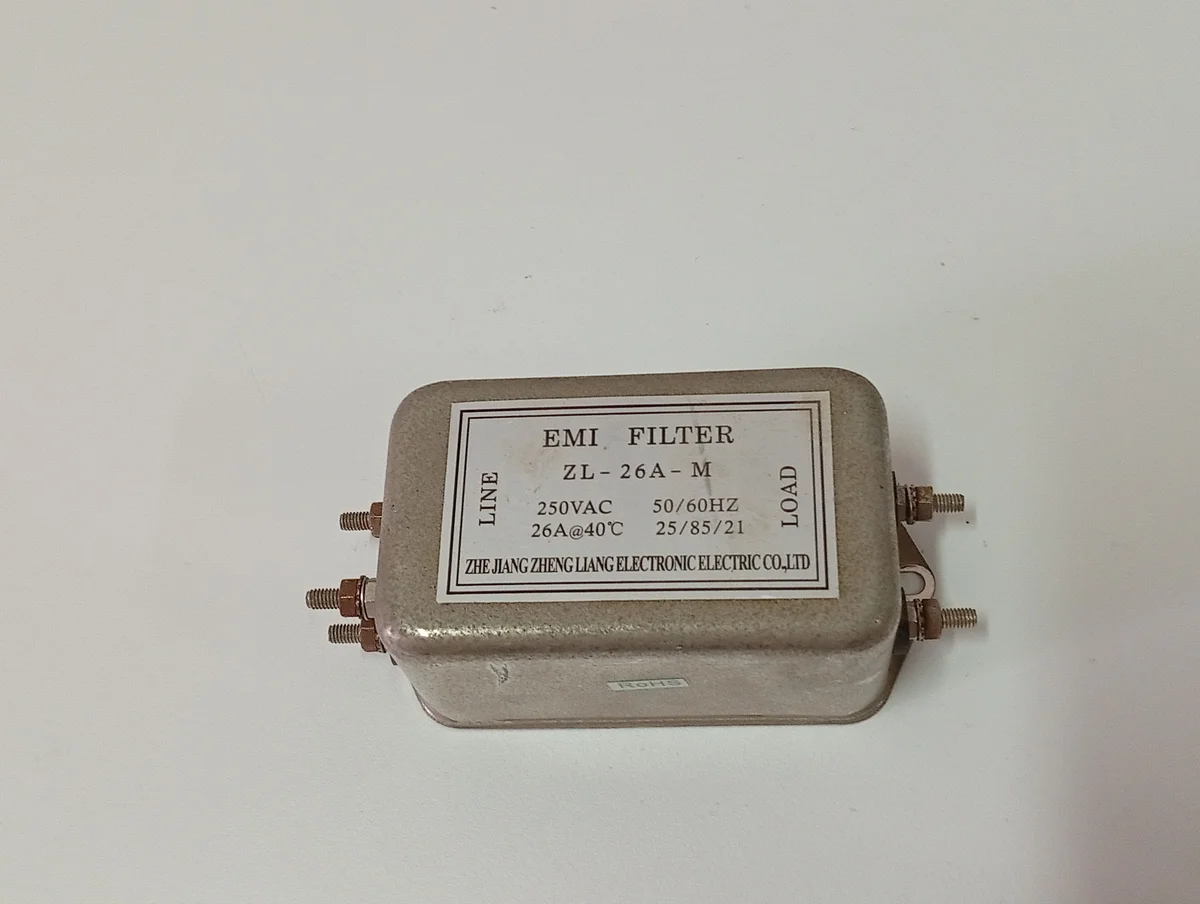 EMI FILTER
ZL-26A-M
LINE
250VAC 50/60HZ
26A@40℃ 25/85/21
LOAD
ZHE JIANG ZHENG LIANG ELECTRONIC ELECTRIC CO.,LTD
RoHS